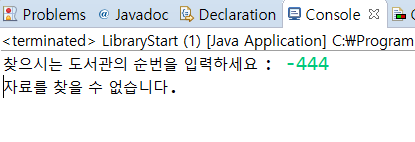 Problems @ Javadoc Declaration Console
<terminated> LibraryStart (1) [Java Application] C:₩Program
찾으시는 도서관의 순번을 입력하세요 : -444
자료를 찾을 수 없습니다.